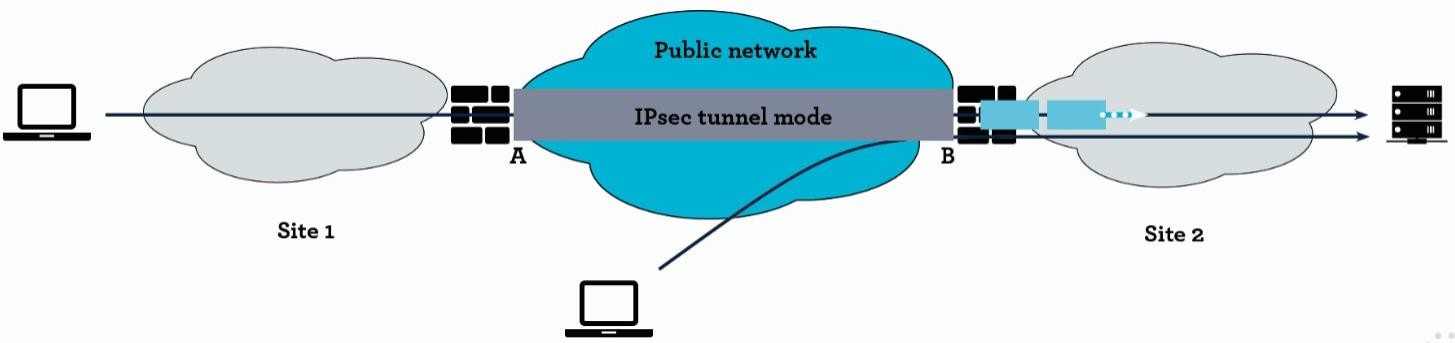 Public network
IPsec tunnel mode
A
B
Site 1
Site 2